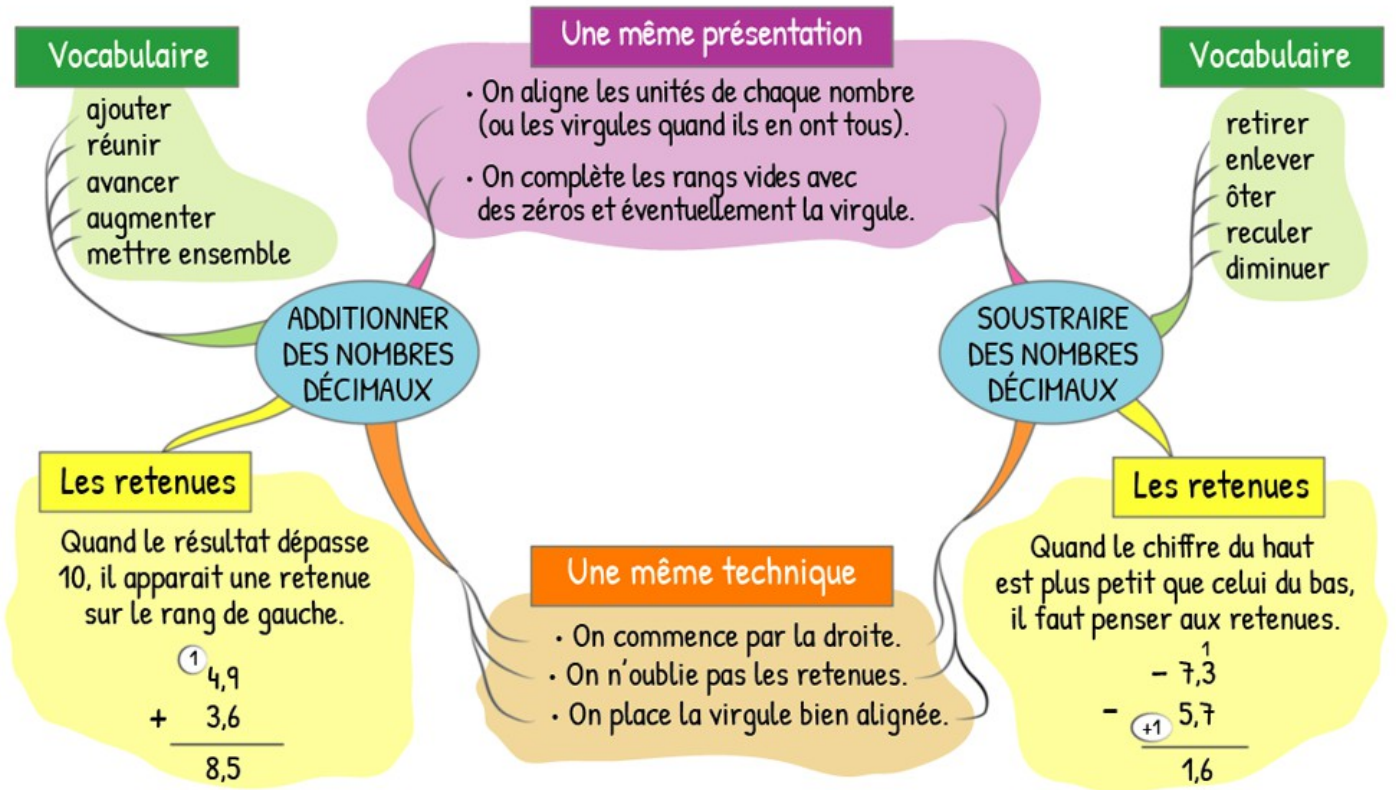 Vocabulaire
ajouter
réunir
avancer
augmenter
mettre ensemble
Une même présentation
• On aligne les unités de chaque nombre
(ou les virgules quand ils en ont tous).
• On complète les rangs vides avec
des zéros et éventuellement la virgule.
Vocabulaire
retirer
enlever
ôter
reculer
diminuer
ADDITIONNER
DES NOMBRES
DÉCIMAUX
SOUSTRAIRE
DES NOMBRES
DÉCIMAUX
Les retenues
Quand le résultat dépasse
10, il apparait une retenue
sur le rang de gauche.
1
4,9
+ 3,6
8,5
Une même technique
• On commence par la droite.
• On n'oublie pas les retenues.
• On place la virgule bien alignée.
Les retenues
Quand le chiffre du haut
est plus petit que celui du bas,
il faut penser aux retenues.
1
– 7,3
– +1 5,7
1,6